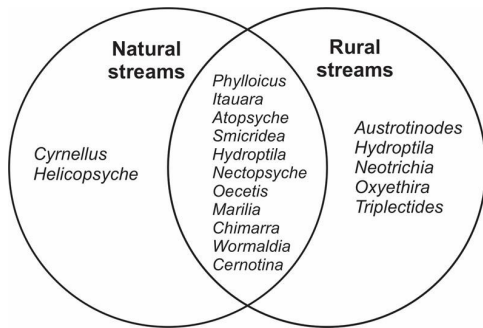 Natural
streams
Rural
streams
Cyrnellus
Helicopsyche
Phylloicus
Itauara
Atopsyche
Smicridea
Hydroptila
Nectopsyche
Oecetis
Marilia
Chimarra
Wormaldia
Cernotina
Austrotinodes
Hydroptila
Neotrichia
Oxyethira
Triplectides